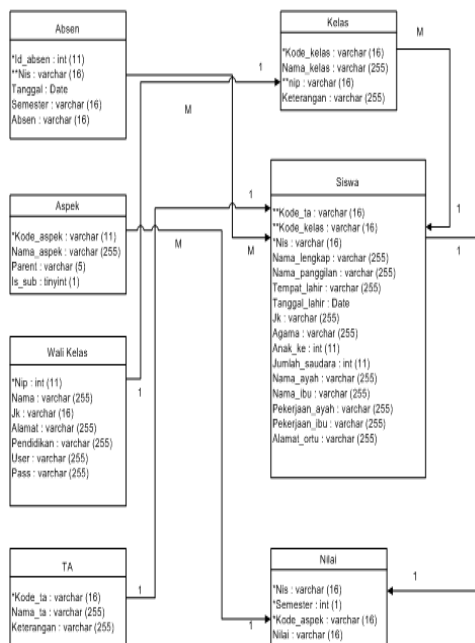 Absen
*Id_absen : int (11)
**Nis : varchar (16)
Tanggal : Date
Semester : varchar (16)
Absen : varchar (16)
Kelas
*Kode_kelas : varchar (16)
Nama_kelas : varchar (255)
**nip : varchar (16)
Keterangan : varchar (255)
M
1
M
Aspek
*Kode_aspek : varchar (11)
Nama_aspek : varchar (255)
Parent : varchar (5)
Is_sub : tinyint (1)
1
M
M
Siswa
**Kode_ta : varchar (16)
**Kode_kelas : varchar (16)
*Nis : varchar (16)
Nama_lengkap : varchar (255)
Nama_panggilan : varchar (255)
Tempat_lahir : varchar (255)
Tanggal_lahir : Date
Jk : varchar (255)
Agama : varchar (255)
Anak_ke : int (11)
Jumlah_saudara : int (11)
Nama_ayah : varchar (255)
Nama_ibu : varchar (255)
Pekerjaan_ayah : varchar (255)
Pekerjaan_ibu : varchar (255)
Alamat_ortu : varchar (255)
1
1
Wali Kelas
*Nip : int (11)
Nama : varchar (255)
Jk : varchar (16)
Alamat : varchar (255)
Pendidikan : varchar (255)
User : varchar (255)
Pass : varchar (255)
1
TA
*Kode_ta : varchar (16)
Nama_ta : varchar (255)
Keterangan : varchar (255)
1
1
Nilai
*Nis : varchar (16)
*Semester : int (1)
*Kode_aspek : varchar (16)
Nilai : varchar (16)
1